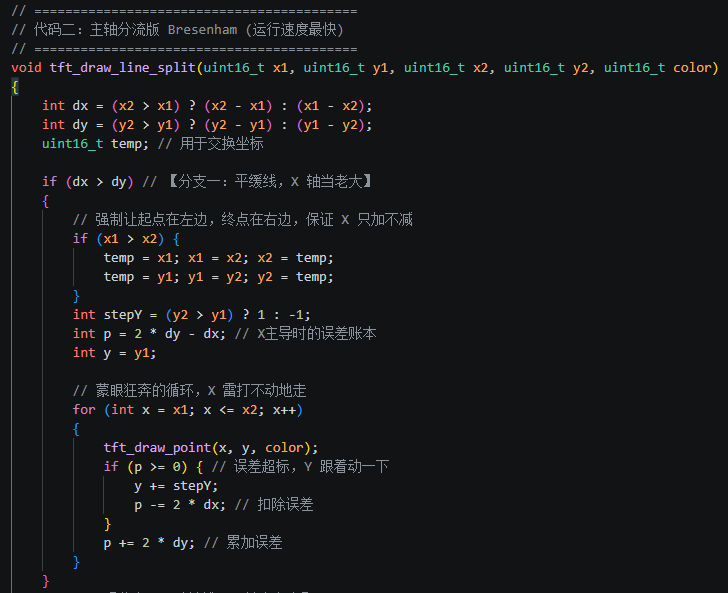 // ==========================================
// 代码二：主轴分流版 Bresenham (运行速度最快)
// ==========================================
void tft_draw_line_split(uint16_t x1, uint16_t y1, uint16_t x2, uint16_t y2, uint16_t color)
{
    int dx = (x2 > x1) ? (x2 - x1) : (x1 - x2);
    int dy = (y2 > y1) ? (y2 - y1) : (y1 - y2);
    uint16_t temp; // 用于交换坐标

    if (dx > dy) // 【分支一：平缓线，X 轴当老大】
    {
        // 强制让起点在左边，终点在右边，保证 X 只加不减
        if (x1 > x2) {
            temp = x1; x1 = x2; x2 = temp;
            temp = y1; y1 = y2; y2 = temp;
        }
        int stepY = (y2 > y1) ? 1 : -1;
        int p = 2 * dy - dx; // X主导时的误差账本
        int y = y1;

        // 蒙眼狂奔的循环，X 雷打不动地走
        for (int x = x1; x <= x2; x++)
        {
            tft_draw_point(x, y, color);
            if (p >= 0) { // 误差超标，Y 跟着动一下
                y += stepY;
                p -= 2 * dx; // 扣除误差
            }
            p += 2 * dy; // 累加误差
        }
    }